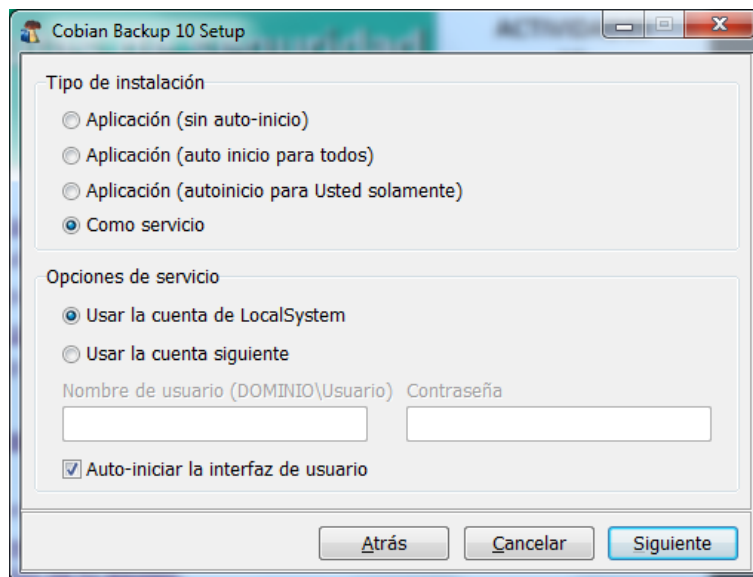 Cobian Backup 10 Setup
Tipo de instalación
Aplicación (sin auto-inicio)
Aplicación (auto inicio para todos)
Aplicación (autoinicio para Usted solamente)
Como servicio
Opciones de servicio
Usar la cuenta de LocalSystem
Usar la cuenta siguiente
Nombre de usuario (DOMINIO\Usuario) Contraseña
Auto-iniciar la interfaz de usuario
Atrás Cancelar Siguiente